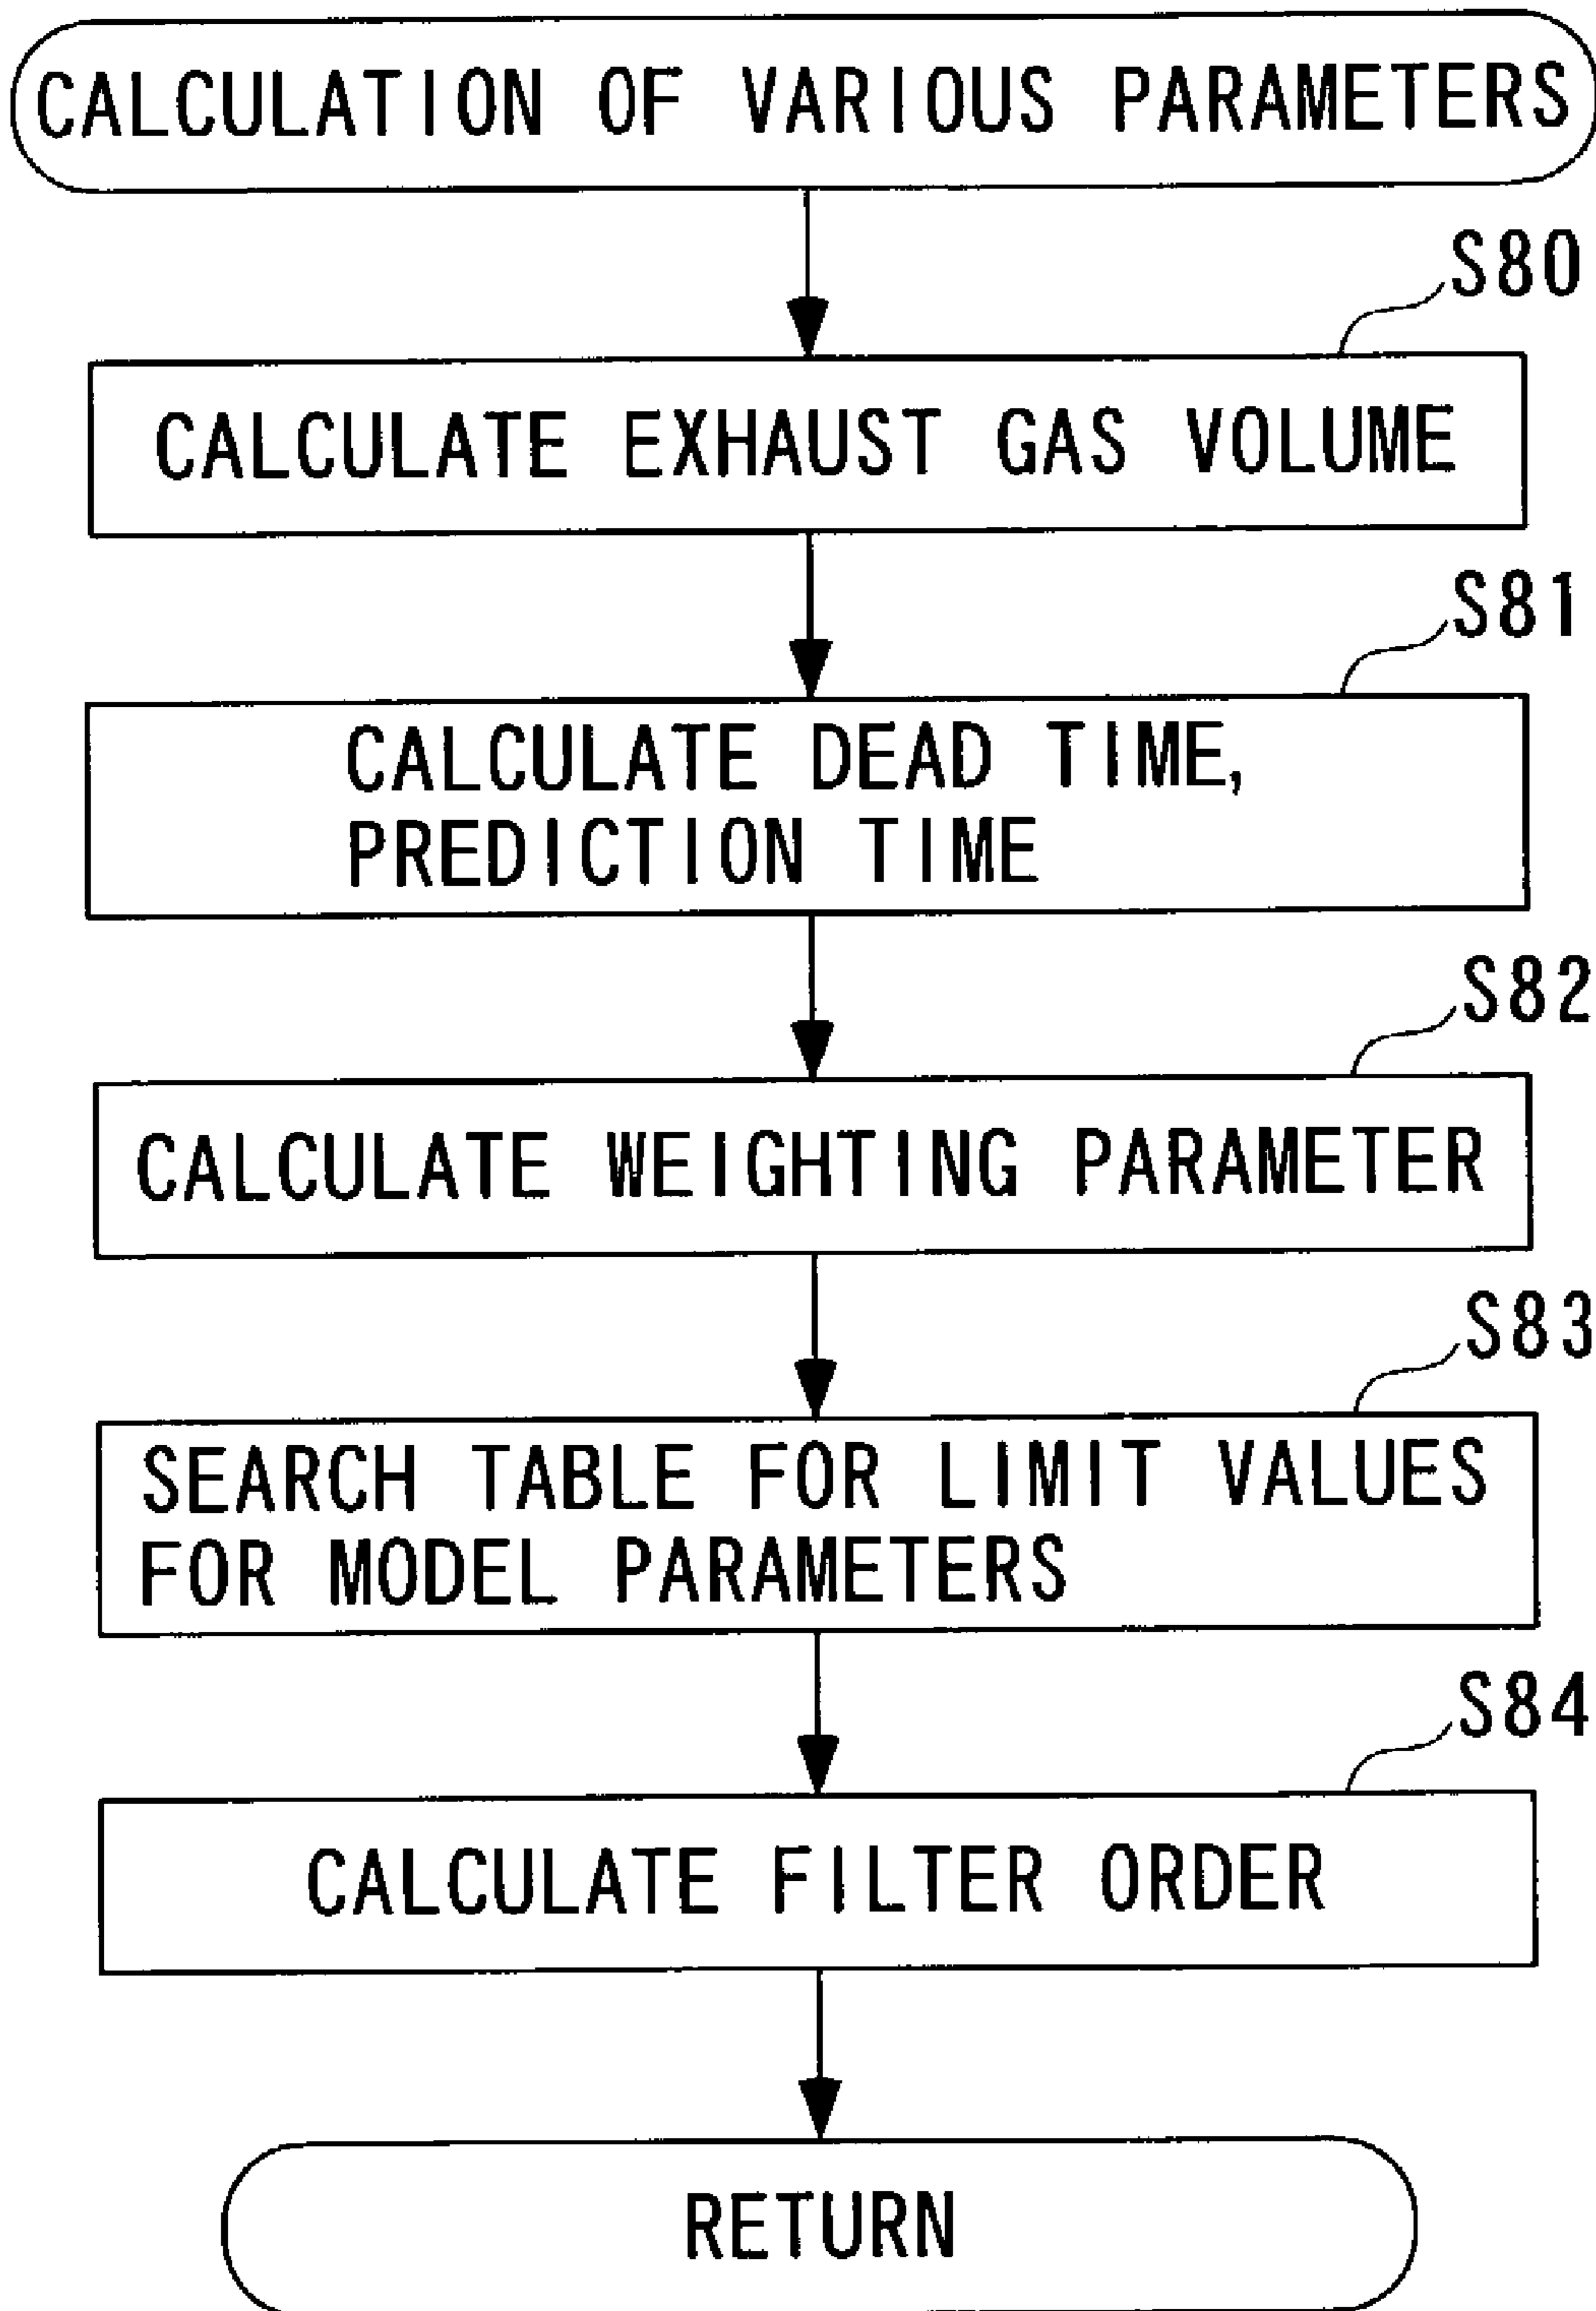 CALCULATION OF VARIOUS PARAMETERS
S80
CALCULATE EXHAUST GAS VOLUME
S81
CALCULATE DEAD TIME,
PREDICTION TIME
S82
CALCULATE WEIGHTING PARAMETER
S83
SEARCH TABLE FOR LIMIT VALUES
FOR MODEL PARAMETERS
S84
CALCULATE FILTER ORDER
RETURN